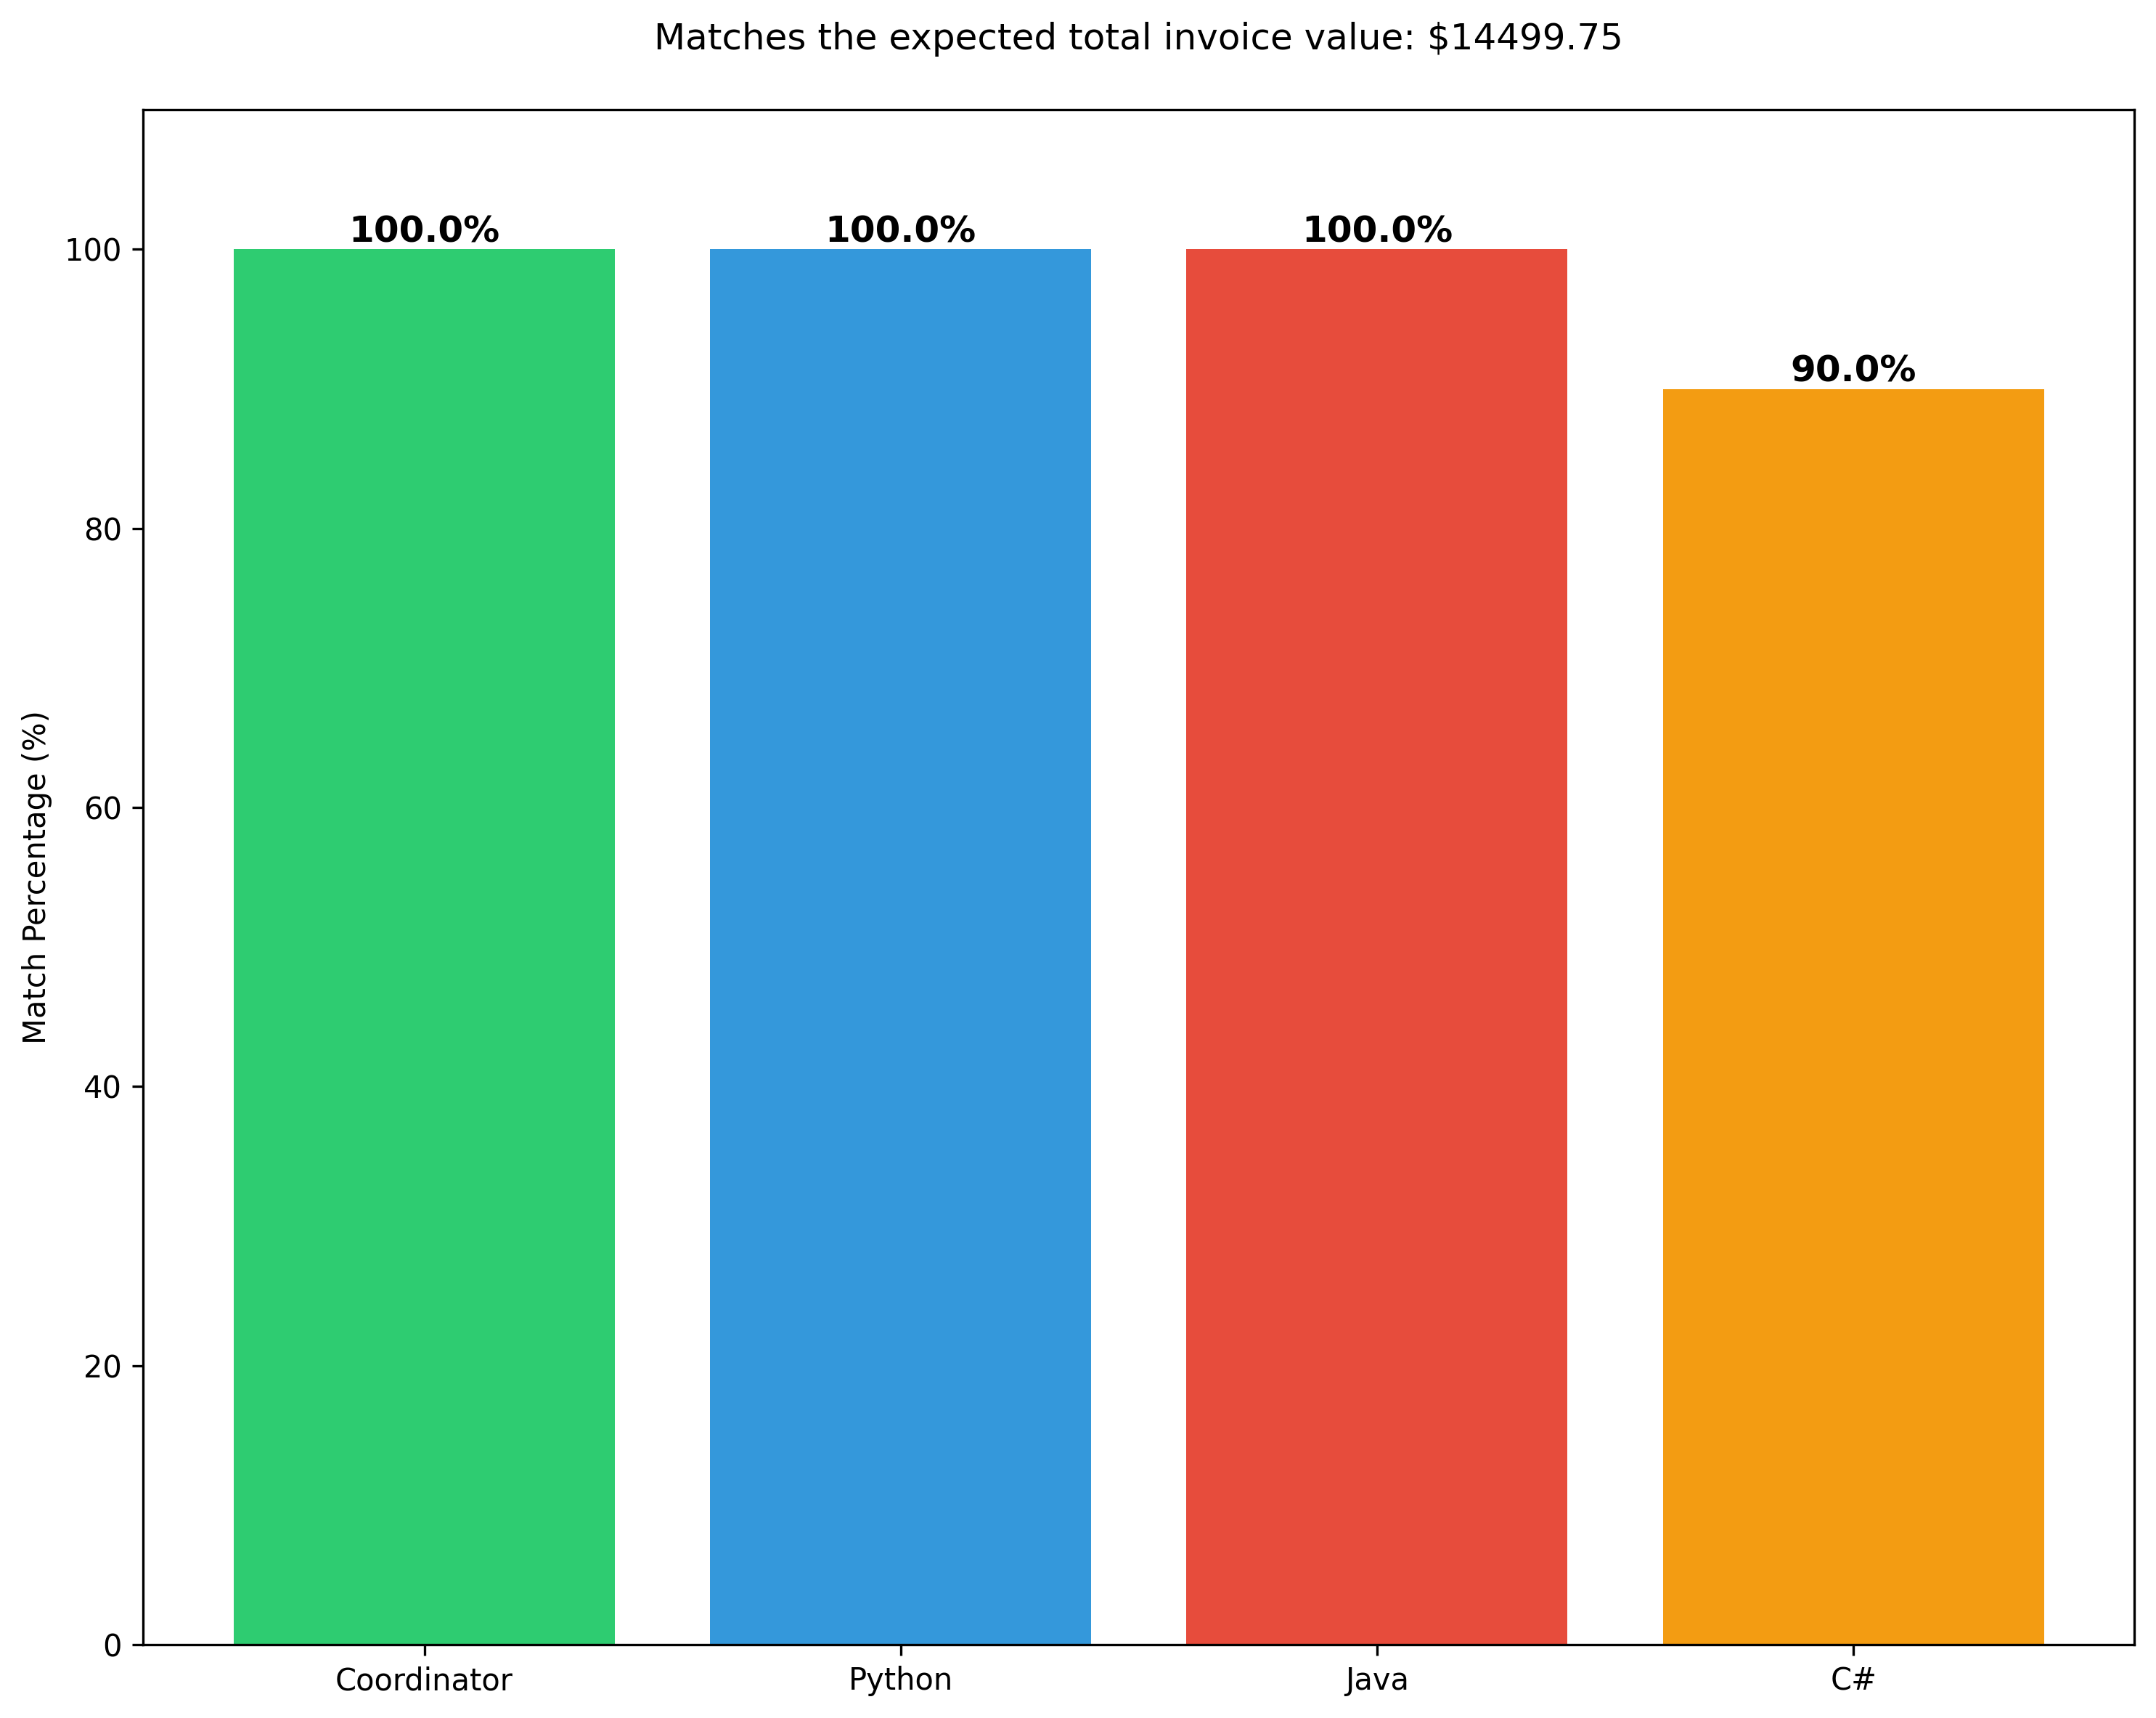 Matches the expected total invoice value: $14499.75
100.0%
100.0%
100.0%
90.0%
100
80
60
40
20
0
Match Percentage (%)
Coordinator
Python
Java
C#